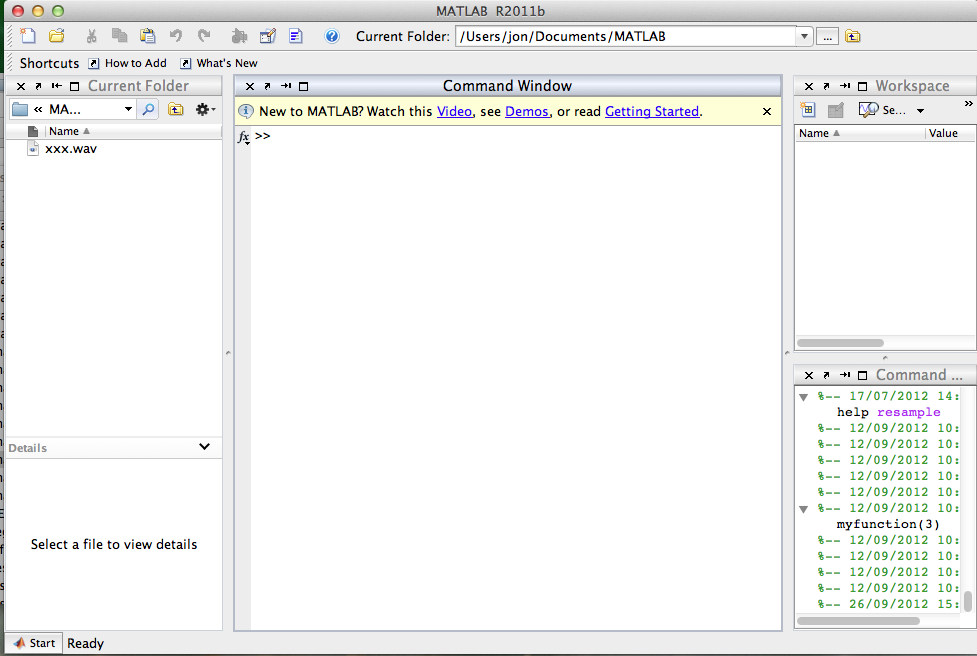 MATLAB R2011b
Current Folder: /Users/jon/Documents/MATLAB ...
Shortcuts How to Add What's New
Current Folder
« MA...
Name
xxx.wav
Details
Select a file to view details
Command Window
New to MATLAB? Watch this Video, see Demos, or read Getting Started.
fx >>
Workspace
Se... »
Name Value
Command ...
%-- 17/07/2012 14:
help resample
%-- 12/09/2012 10:
%-- 12/09/2012 10:
%-- 12/09/2012 10:
%-- 12/09/2012 10:
%-- 12/09/2012 10:
%-- 12/09/2012 10:
myfunction(3)
%-- 12/09/2012 10:
%-- 12/09/2012 10:
%-- 12/09/2012 10:
%-- 12/09/2012 10:
%-- 26/09/2012 15:
Start Ready